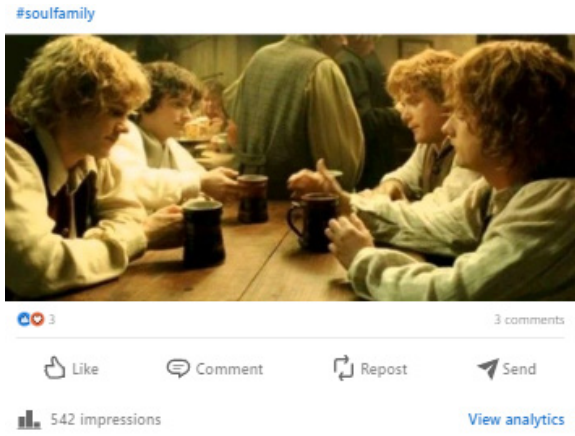 #soulfamily
3
3 comments
Like
Comment
Repost
Send
542 impressions
View analytics